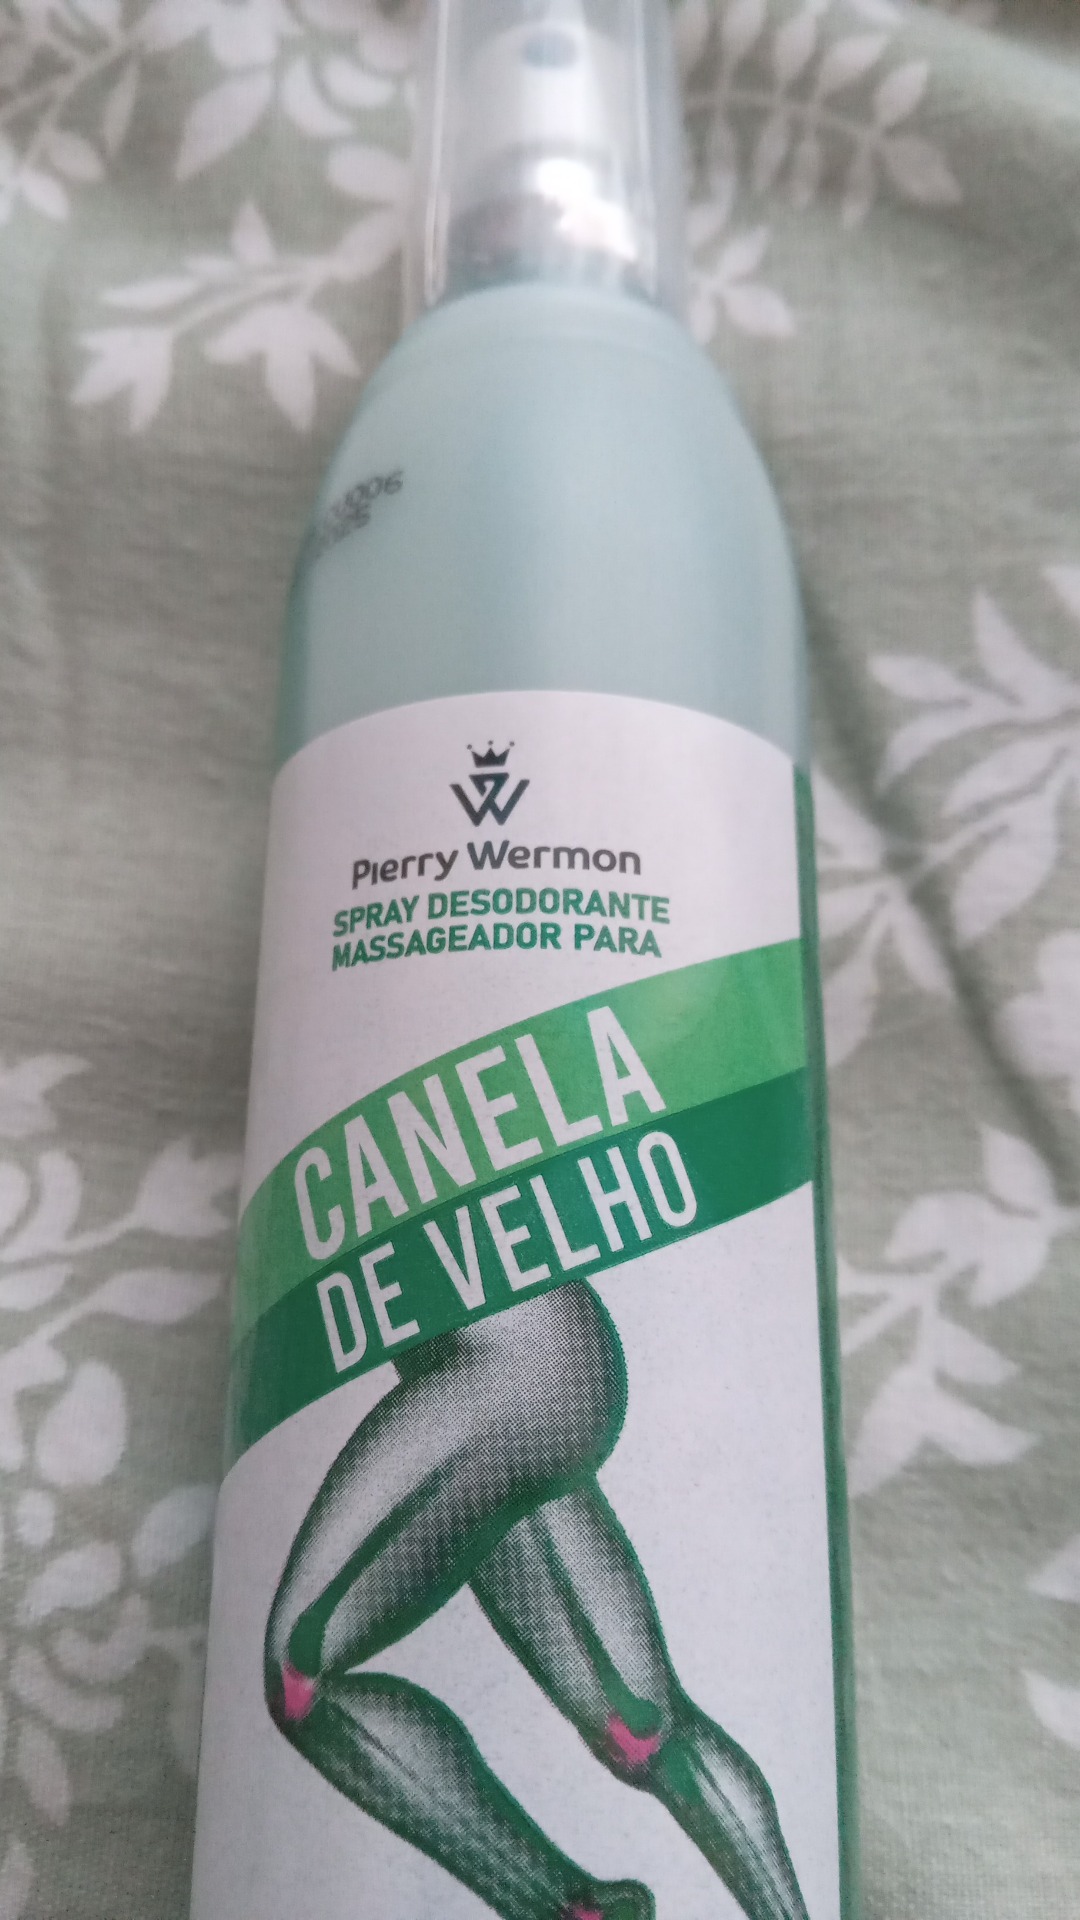 Pierry Wermon
SPRAY DESODORANTE
MASSAGEADOR PARA
CANELA
DE VELHO